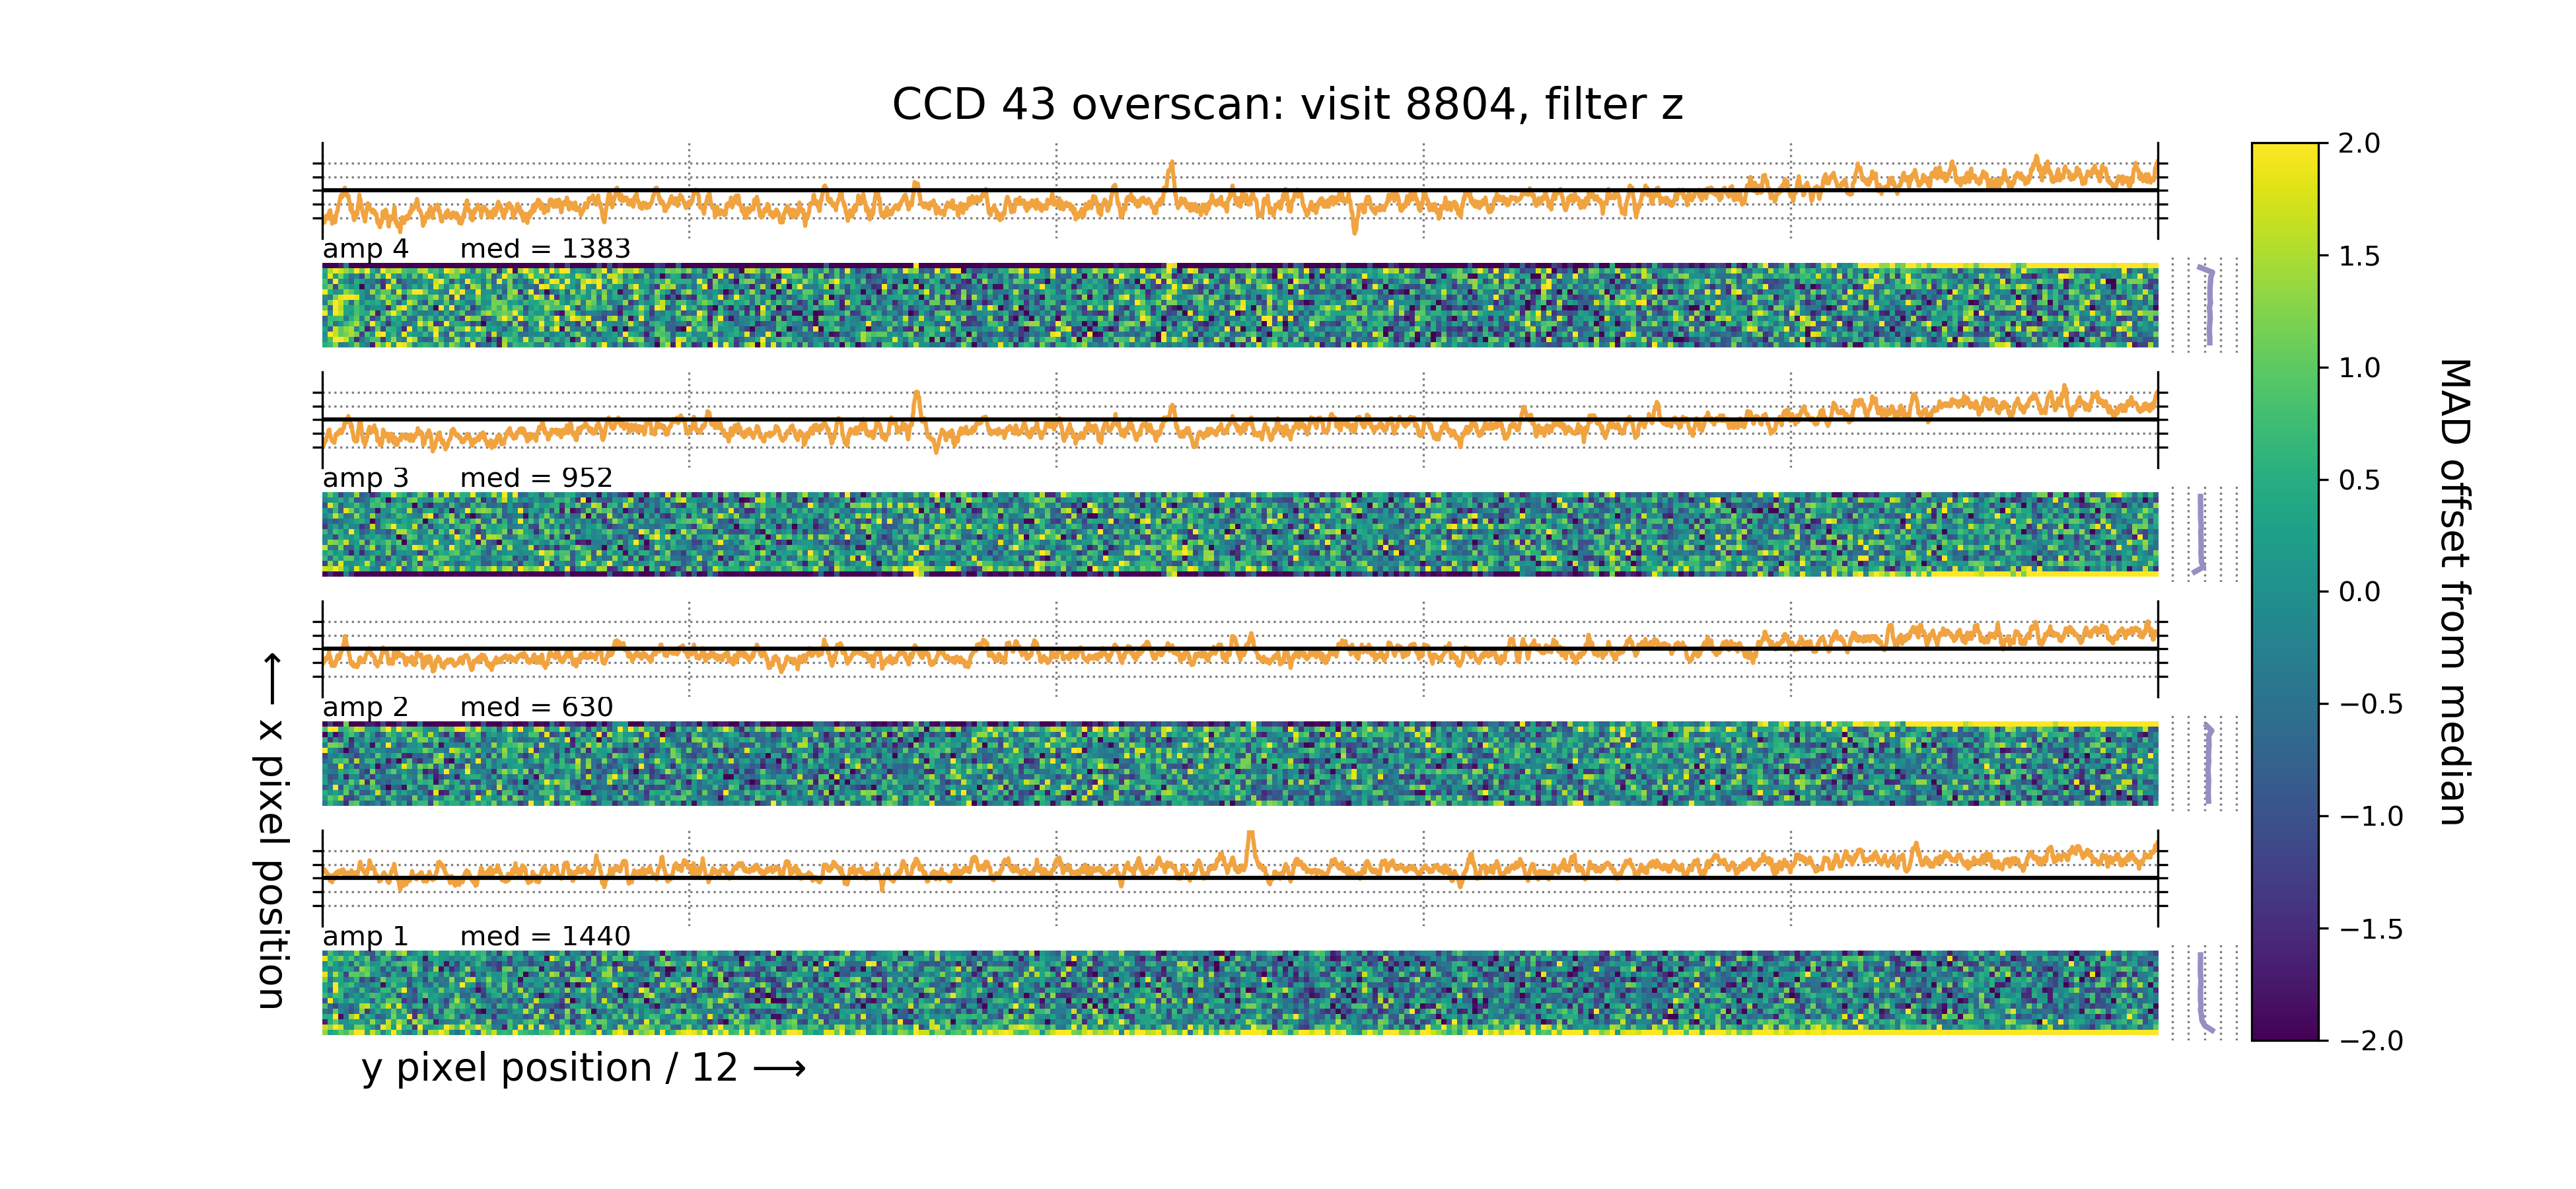 CCD 43 overscan: visit 8804, filter z
amp 4 med = 1383
amp 3 med = 952
amp 2 med = 630
amp 1 med = 1440
⟵ x pixel position
y pixel position / 12 ⟶
2.0
1.5
1.0
0.5
0.0
−0.5
−1.0
−1.5
−2.0
MAD offset from median